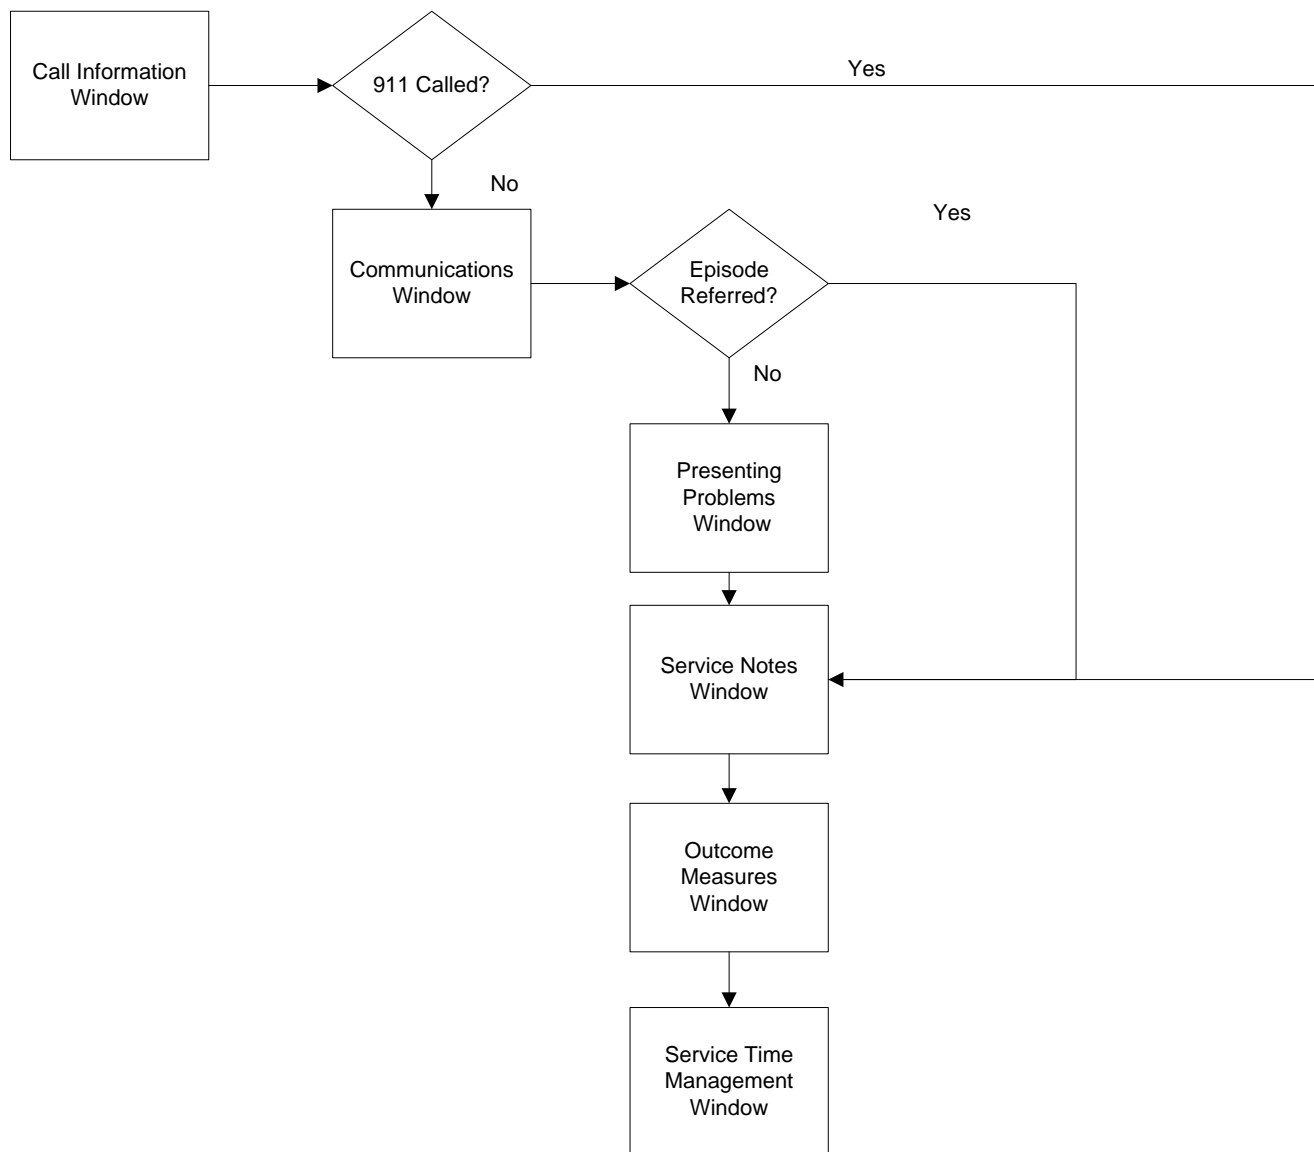 Call Information
Window
911 Called?
Yes
No
Communications
Window
Episode
Referred?
Yes
No
Presenting
Problems
Window
Service Notes
Window
Outcome
Measures
Window
Service Time
Management
Window